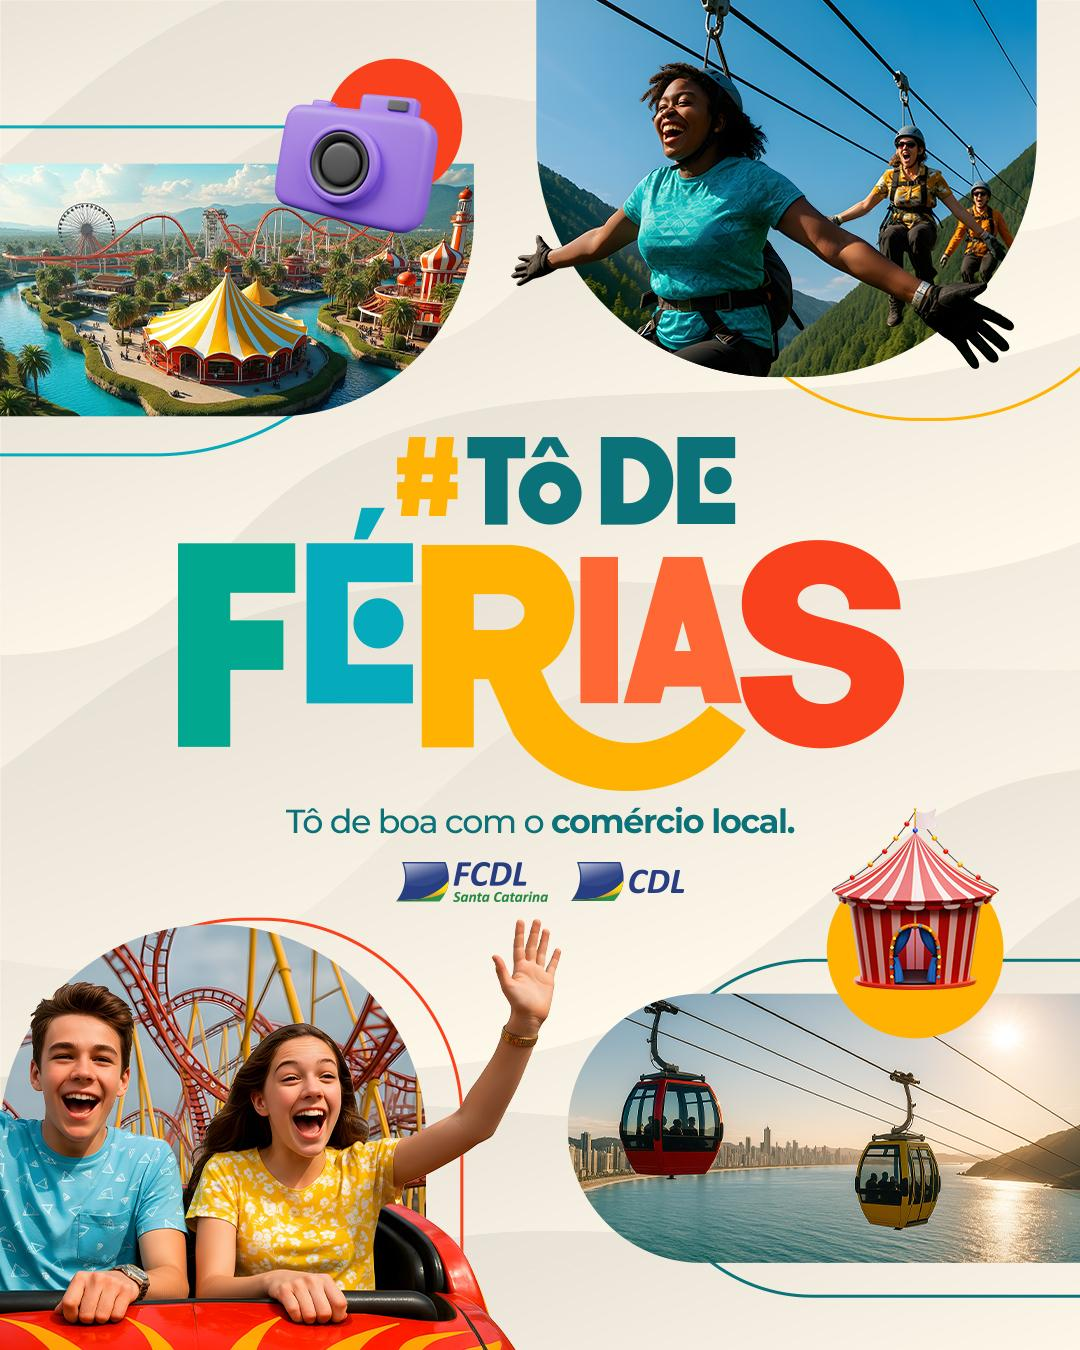 #TÔ DE
FÉRIAS
Tô de boa com o comércio local.
FCDL
Santa Catarina
CDL